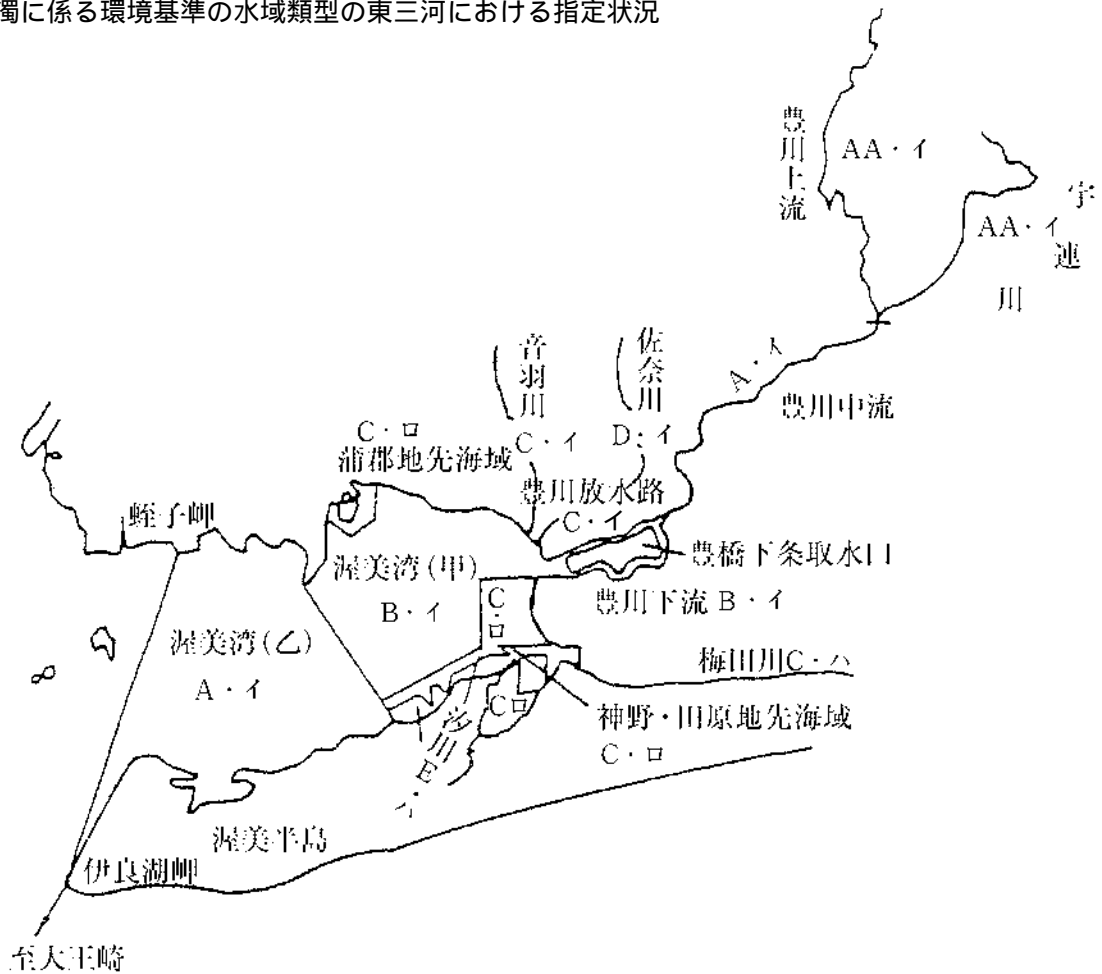 濁に係る環境基準の水域類型の東三河における指定状況
豊川上流
AA・イ
宇連川
AA・イ
A・イ
豊川中流
音羽川
C・イ
佐奈川
D・イ
C・ロ
蒲郡地先海域
豊川放水路
C・イ
蛭子岬
豊橋下条取水口
渥美湾(甲)
B・イ
C・ロ
豊川下流 B・イ
渥美湾(乙)
A・イ
梅田川C・ハ
Cロ
神野・田原地先海域
C・ロ
汐川
E・
渥美半島
伊良湖岬
至大王崎